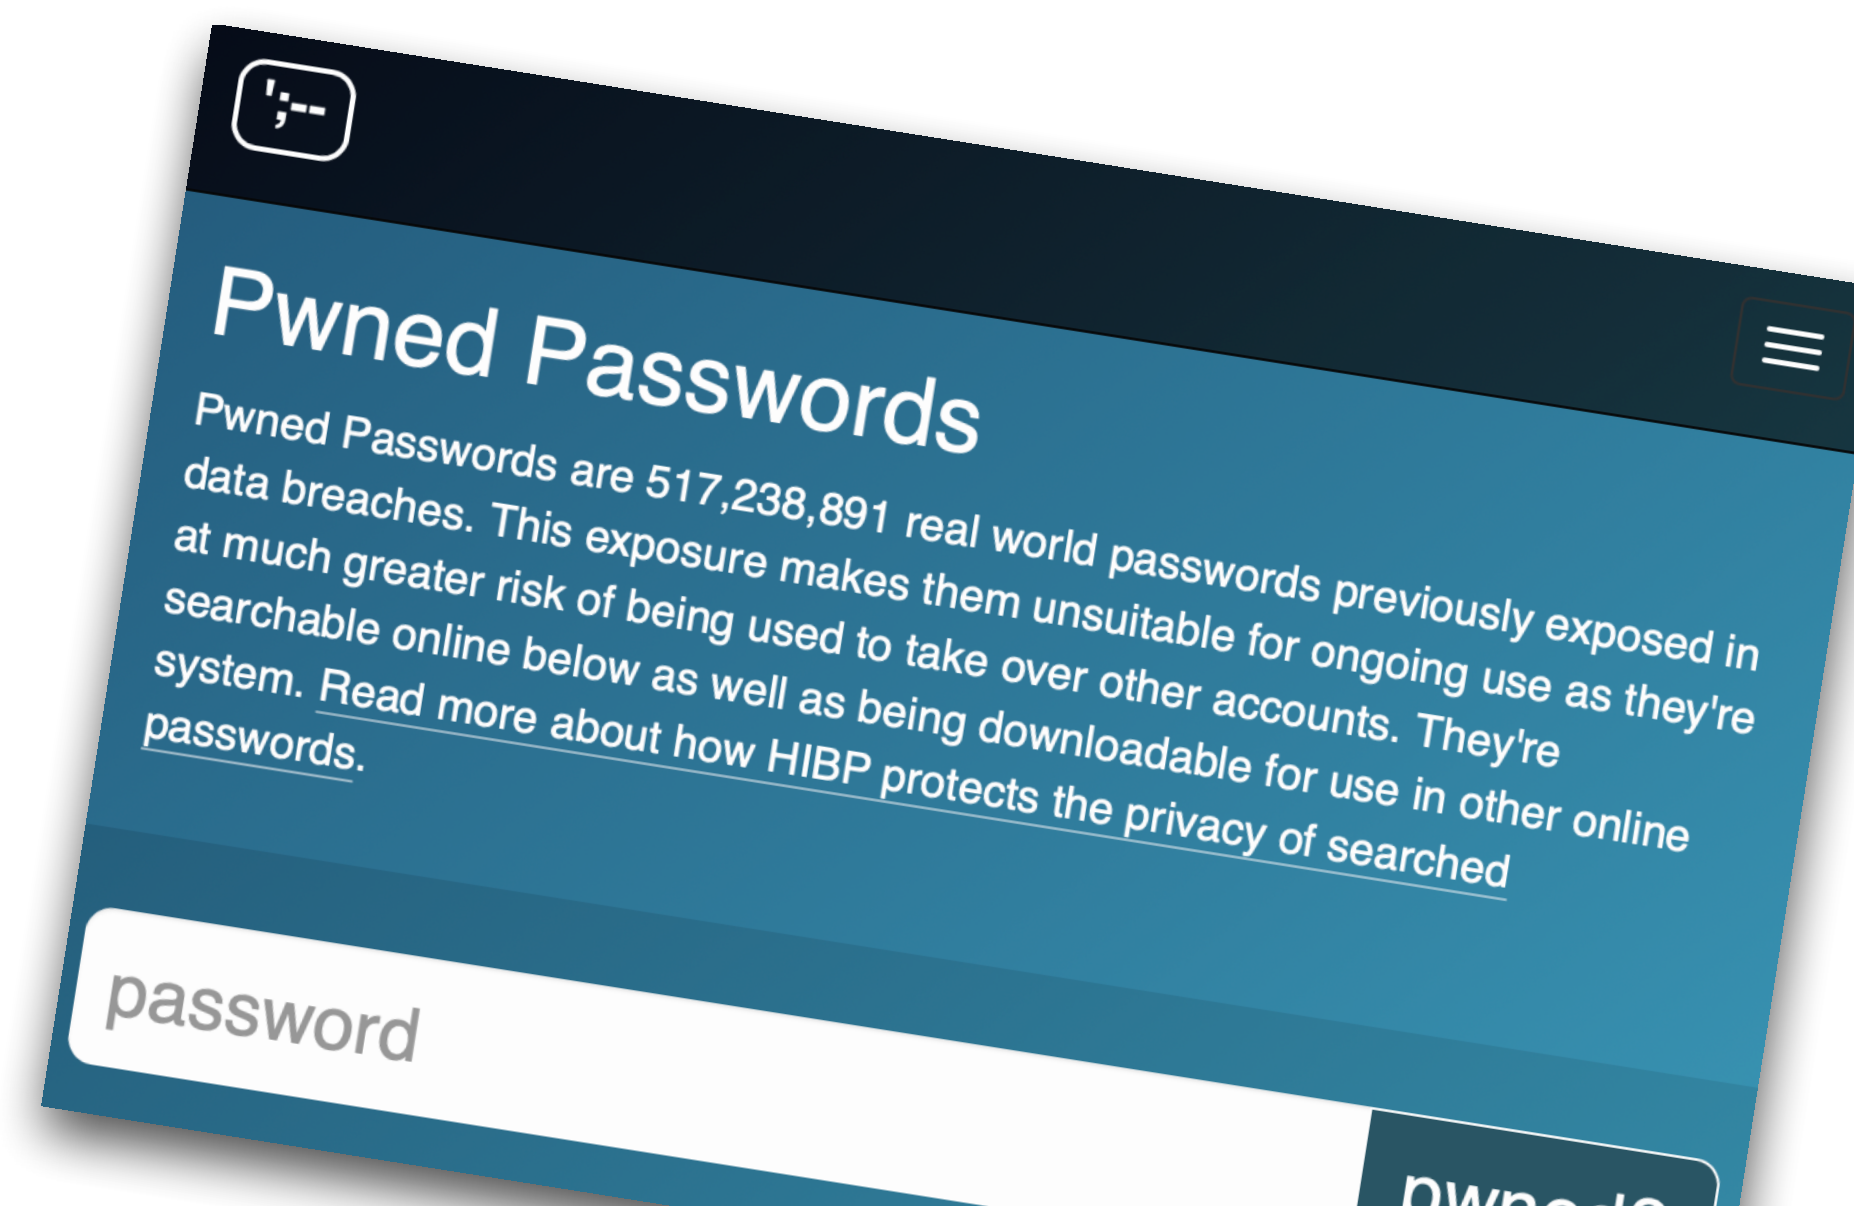 ';--
Pwned Passwords
Pwned Passwords are 517,238,891 real world passwords previously exposed in
data breaches. This exposure makes them unsuitable for ongoing use as they're
at much greater risk of being used to take over other accounts. They're
searchable online below as well as being downloadable for use in other online
system. Read more about how HIBP protects the privacy of searched
passwords.
password
pwned?